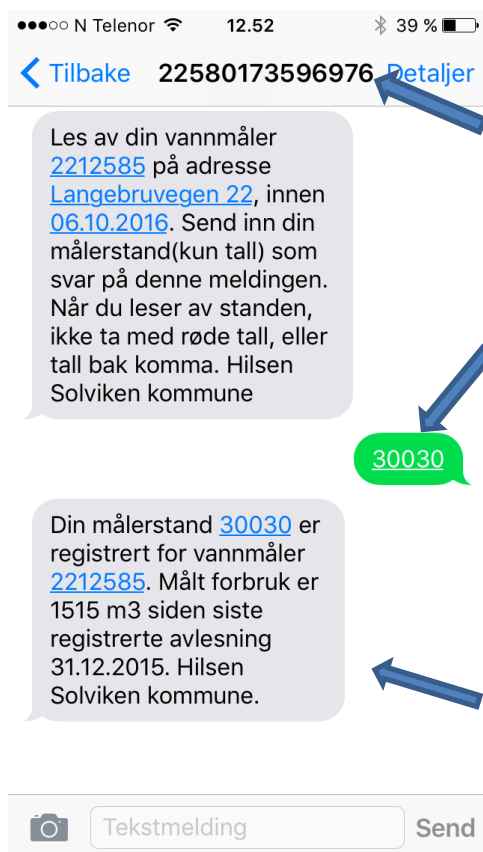 N Telenor 12.52 39 %
Tilbake 22580173596976 Detaljer
Les av din vannmåler
2212585 på adresse
Langebruvegen 22, innen
06.10.2016. Send inn din
målerstand(kun tall) som
svar på denne meldingen.
Når du leser av standen,
ikke ta med røde tall, eller
tall bak komma. Hilsen
Solviken kommune
30030
Din målerstand 30030 er
registrert for vannmåler
2212585. Målt forbruk er
1515 m3 siden siste
registrerte avlesning
31.12.2015. Hilsen
Solviken kommune.
Tekstmelding Send